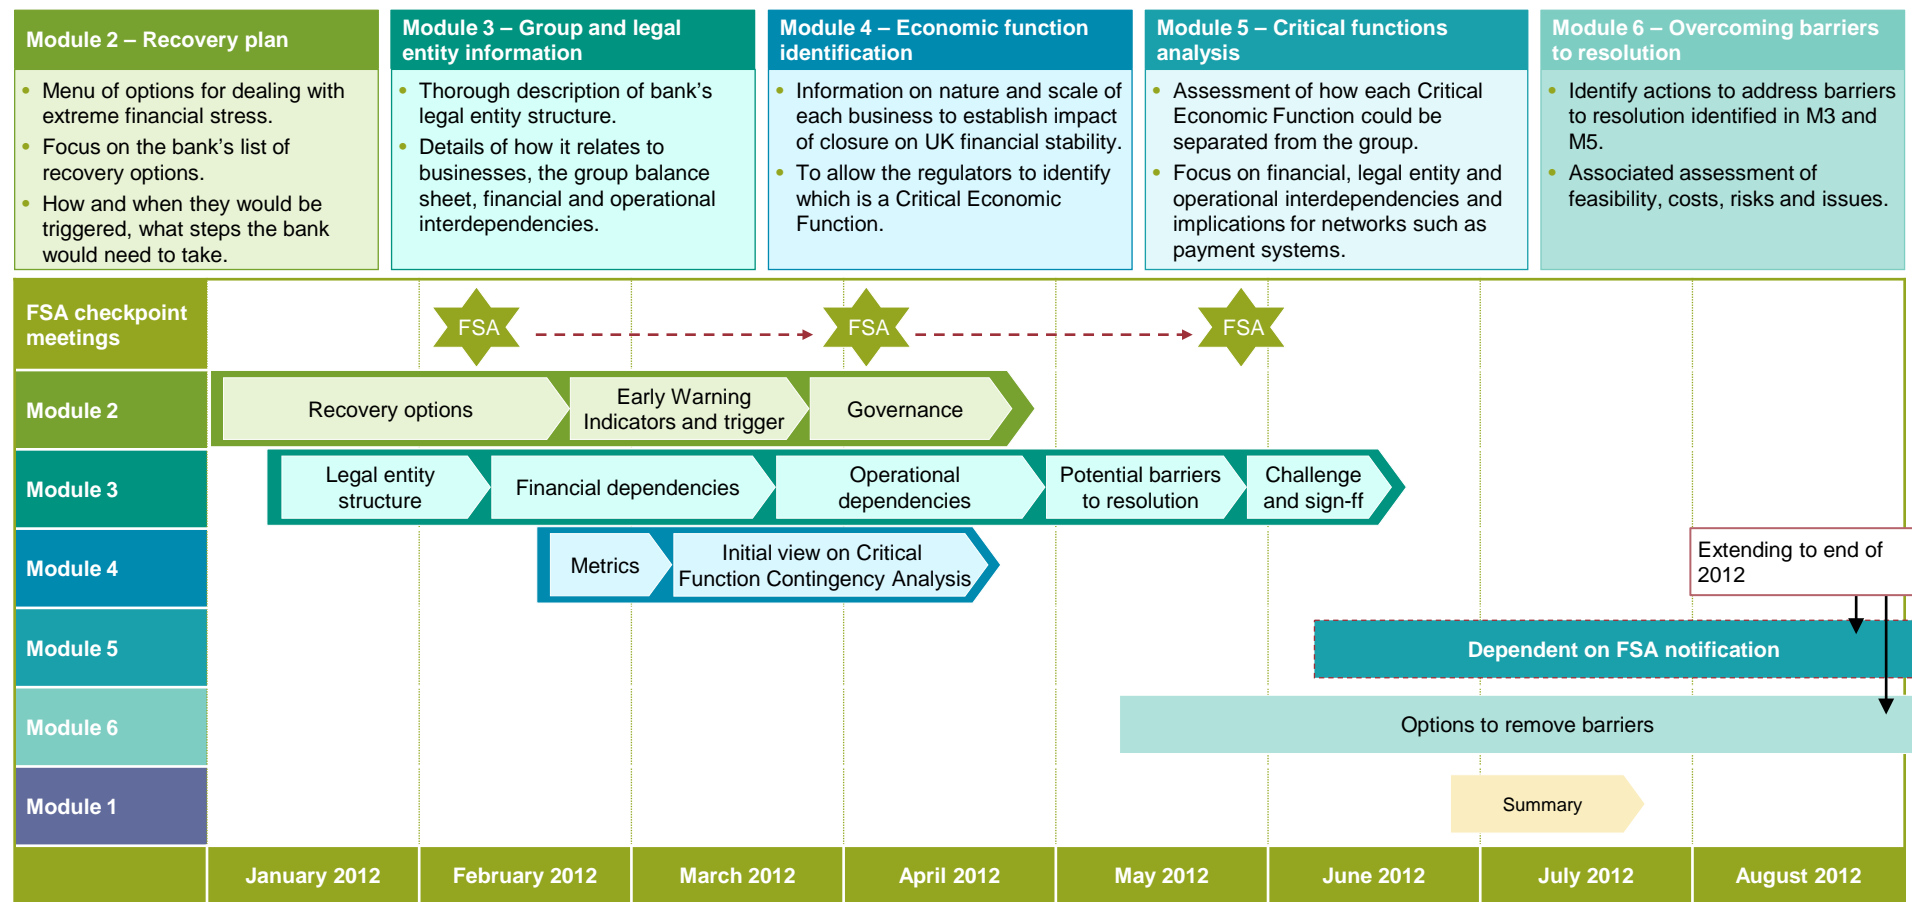 Module 2 – Recovery plan
• Menu of options for dealing with
extreme financial stress.
• Focus on the bank's list of
recovery options.
• How and when they would be
triggered, what steps the bank
would need to take.
Module 3 – Group and legal
entity information
• Thorough description of bank's
legal entity structure.
• Details of how it relates to
businesses, the group balance
sheet, financial and operational
interdependencies.
Module 4 – Economic function
identification
• Information on nature and scale of
each business to establish impact
of closure on UK financial stability.
• To allow the regulators to identify
which is a Critical Economic
Function.
Module 5 – Critical functions
analysis
• Assessment of how each Critical
Economic Function could be
separated from the group.
• Focus on financial, legal entity and
operational interdependencies and
implications for networks such as
payment systems.
Module 6 – Overcoming barriers
to resolution
• Identify actions to address barriers
to resolution identified in M3 and
M5.
• Associated assessment of
feasibility, costs, risks and issues.
FSA checkpoint
meetings
FSA
FSA
FSA
Module 2
Recovery options
Early Warning
Indicators and trigger
Governance
Module 3
Legal entity
structure
Financial dependencies
Operational
dependencies
Potential barriers
to resolution
Challenge
and sign-ff
Module 4
Metrics
Initial view on Critical
Function Contingency Analysis
Extending to end of
2012
Module 5
Dependent on FSA notification
Module 6
Options to remove barriers
Module 1
Summary
January 2012
February 2012
March 2012
April 2012
May 2012
June 2012
July 2012
August 2012